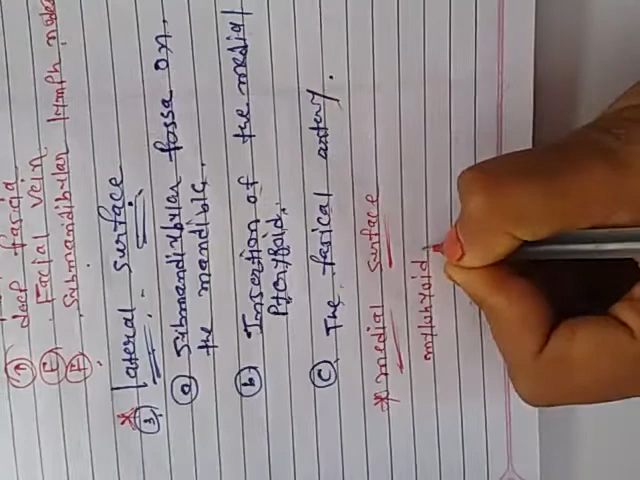 deep fascia
Facial vein
Submandibular lymph nodes
* (3) lateral surface :-
(a) Submandibular fossa on
the mandible.
(b) Insertion of the medial
Pterygoid.
(c) The facical artery.
* medial surface
mylohyoid